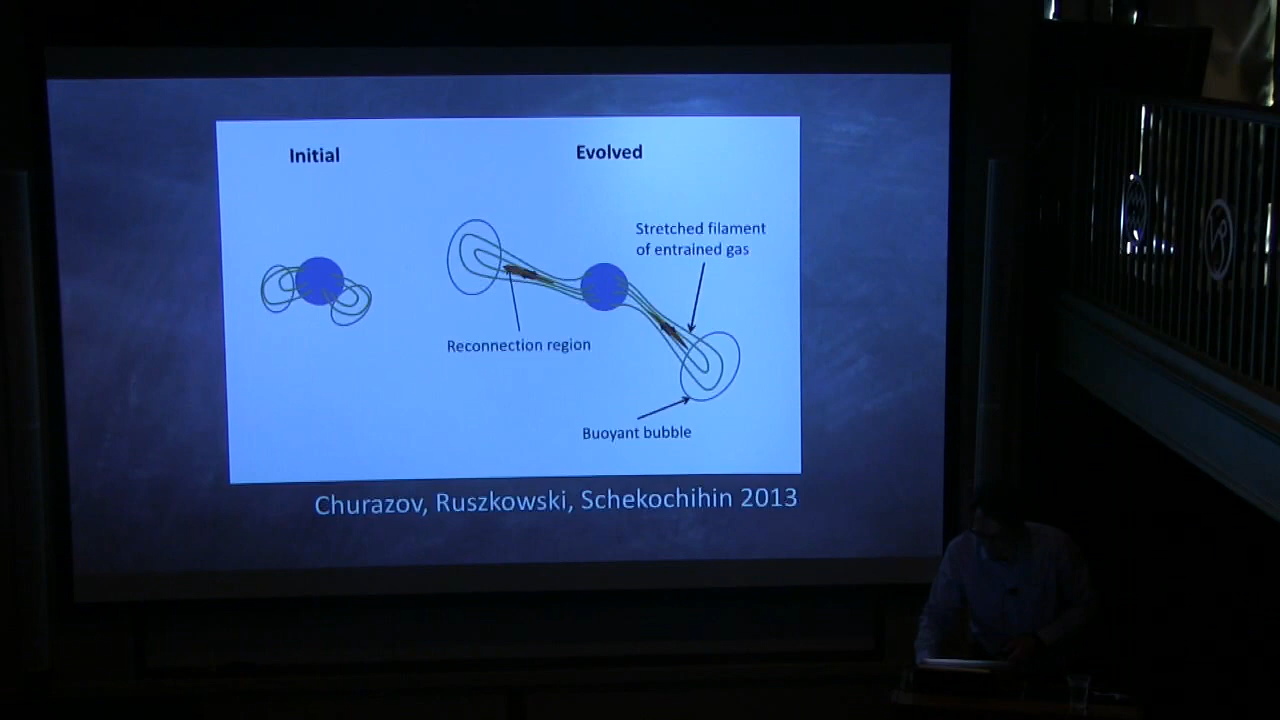 Initial
Evolved
Stretched filament
of entrained gas
Reconnection region
Buoyant bubble
Churazov, Ruszkowski, Schekochihin 2013